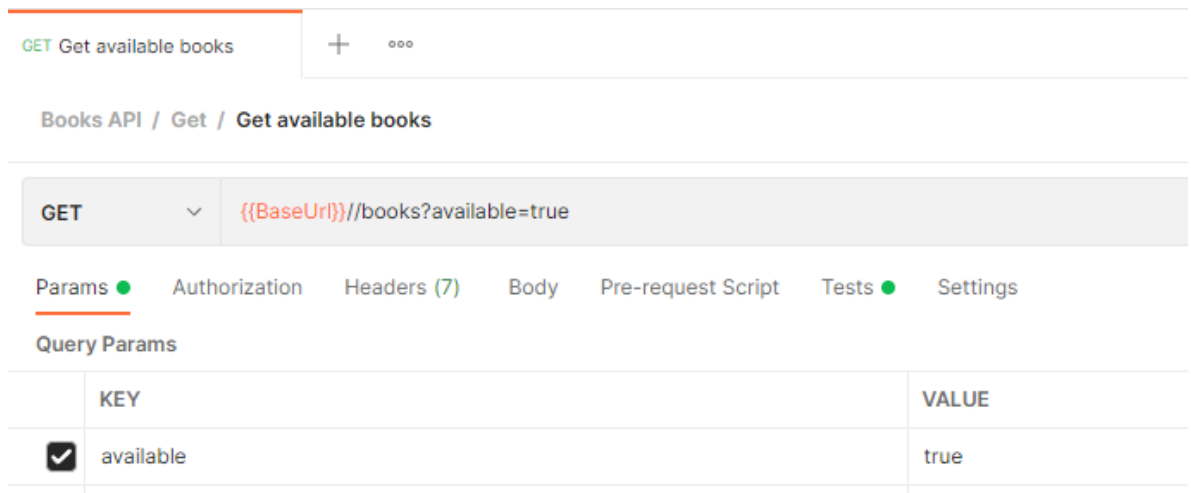 GET Get available books
Books API / Get / Get available books
GET {{BaseUrl}}//books?available=true
Params Authorization Headers (7) Body Pre-request Script Tests Settings
Query Params
KEY VALUE
available true